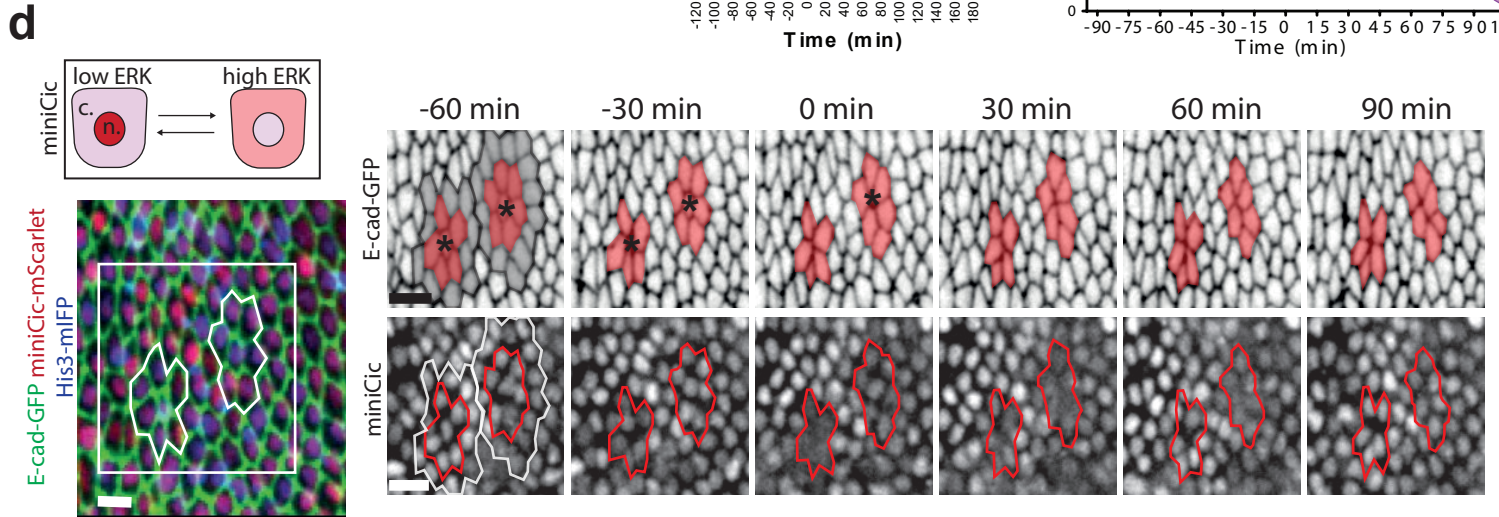 d
-120 -100 -80 -60 -40 -20 0 20 40 60 80 100 120 140 160 180
Time (min)
0
-90 -75 -60 -45 -30 -15 0 15 30 45 60 75 90 1
Time (min)
miniCic
low ERK
high ERK
c.
n.
E-cad-GFP miniCic-mScarlet
His3-mIFP
-60 min
-30 min
0 min
30 min
60 min
90 min
E-cad-GFP
* * * * *
miniCic